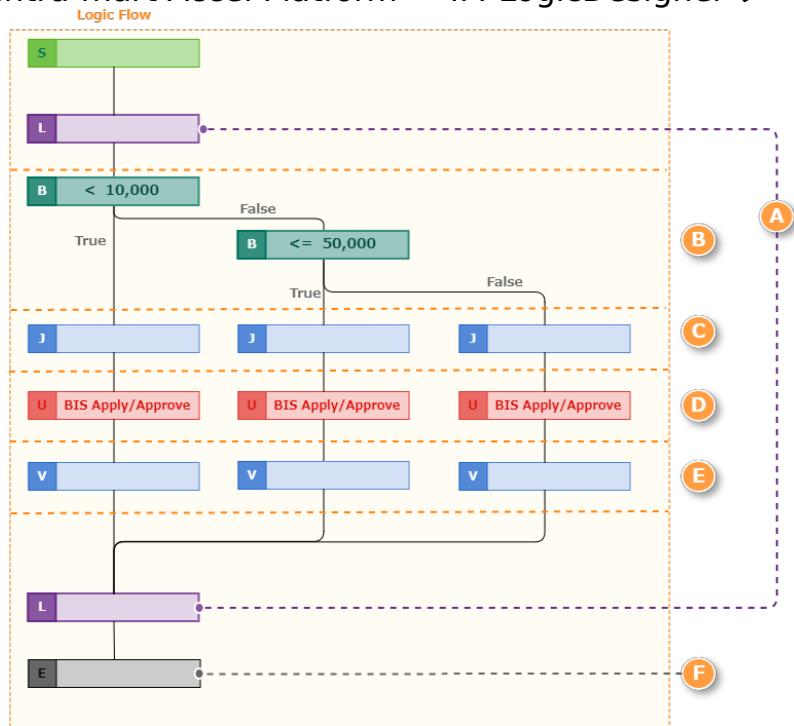 Logic Flow
S
L
B < 10,000
False
A
True
B <= 50,000
B
False
True
J
J
J
C
U BIS Apply/Approve
U BIS Apply/Approve
U BIS Apply/Approve
D
V
V
V
E
L
E
F